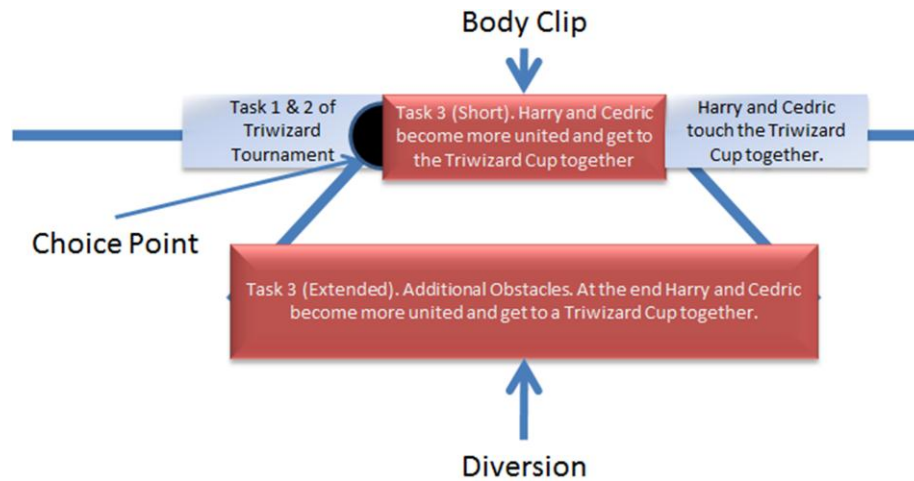 Body Clip
Task 1 & 2 of
Triwizard
Tournament
Task 3 (Short). Harry and Cedric
become more united and get to
the Triwizard Cup together
Harry and Cedric
touch the Triwizard
Cup together.
Choice Point
Task 3 (Extended). Additional Obstacles. At the end Harry and Cedric
become more united and get to a Triwizard Cup together.
Diversion